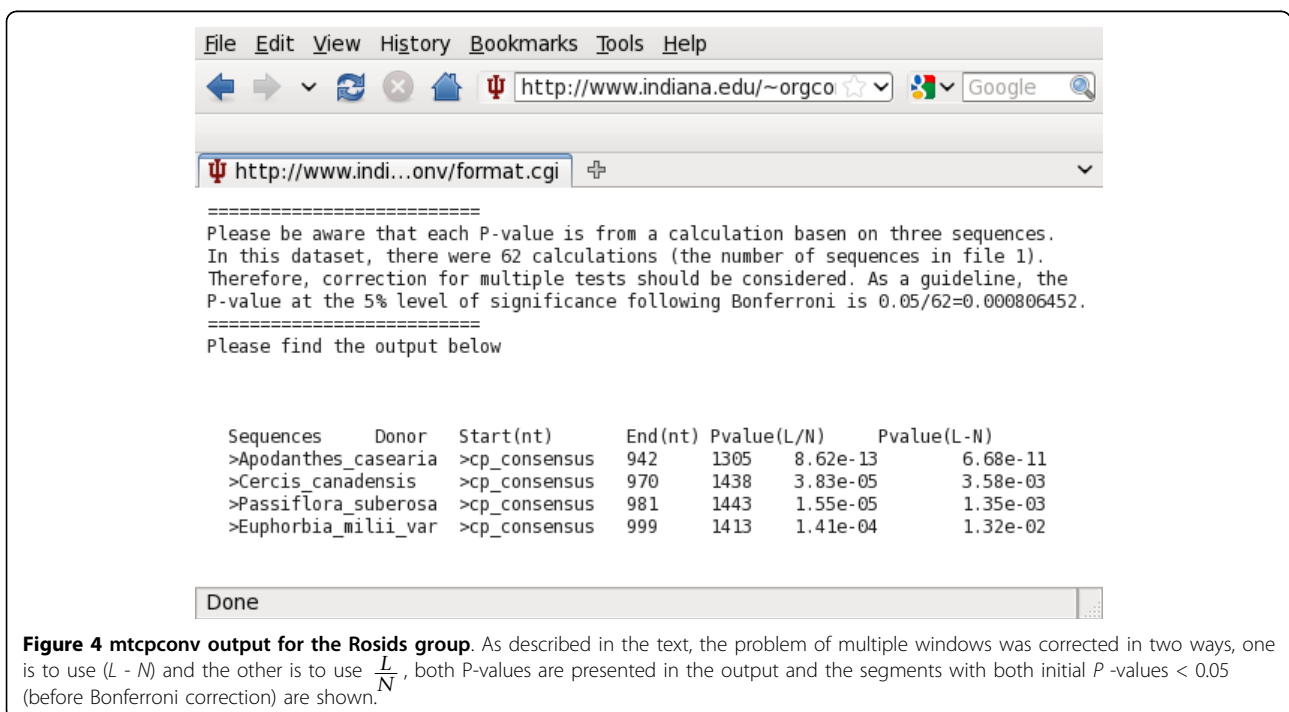 File Edit View History Bookmarks Tools Help
http://www.indiana.edu/~orgco Google
http://www.indi...onv/format.cgi
==========================
Please be aware that each P-value is from a calculation basen on three sequences.
In this dataset, there were 62 calculations (the number of sequences in file 1).
Therefore, correction for multiple tests should be considered. As a guideline, the
P-value at the 5% level of significance following Bonferroni is 0.05/62=0.000806452.
==========================
Please find the output below
Sequences Donor Start(nt) End(nt) Pvalue(L/N) Pvalue(L-N)
>Apodanthes_casearia >cp_consensus 942 1305 8.62e-13 6.68e-11
>Cercis_canadensis >cp_consensus 970 1438 3.83e-05 3.58e-03
>Passiflora_suberosa >cp_consensus 981 1443 1.55e-05 1.35e-03
>Euphorbia_milii_var >cp_consensus 999 1413 1.41e-04 1.32e-02
Done
Figure 4 mtcpconv output for the Rosids group. As described in the text, the problem of multiple windows was corrected in two ways, one
is to use (L - N) and the other is to use L/N , both P-values are presented in the output and the segments with both initial P -values < 0.05
(before Bonferroni correction) are shown.